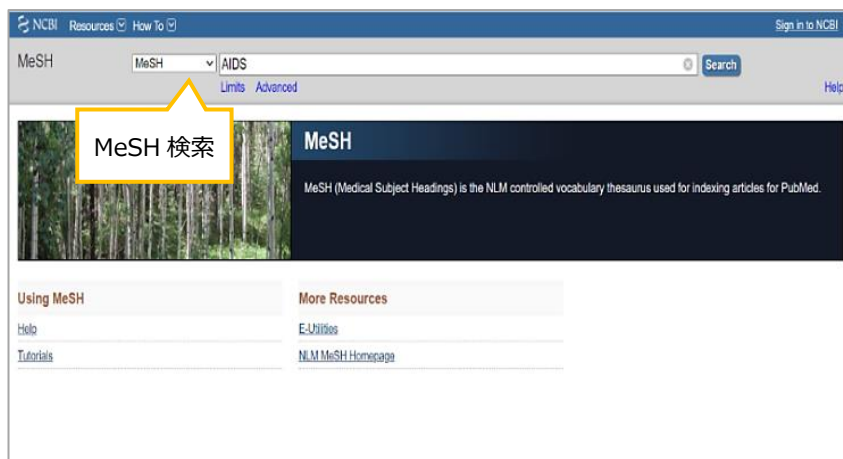 NCBI Resources How To Sign in to NCBI
MeSH MeSH AIDS Search
Limits Advanced
Help
MeSH 検索
MeSH
MeSH (Medical Subject Headings) is the NLM controlled vocabulary thesaurus used for indexing articles for PubMed.
Using MeSH
Help
Tutorials
More Resources
E-Utilities
NLM MeSH Homepage